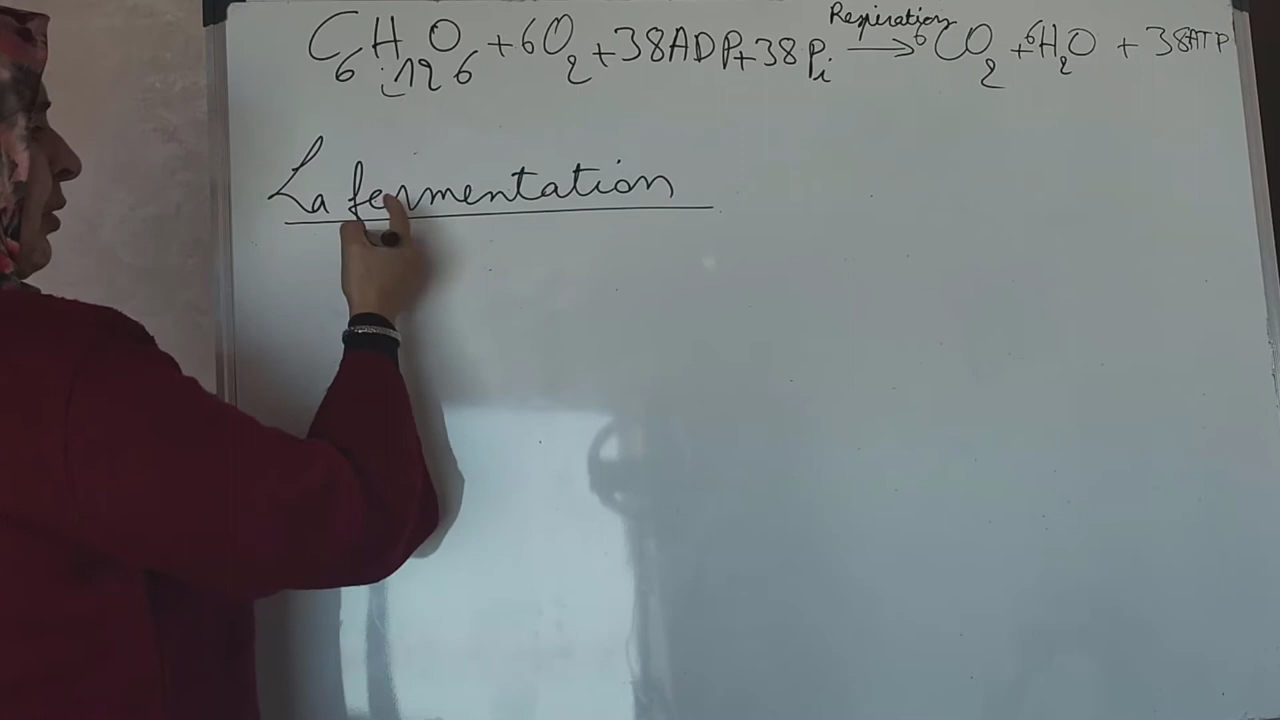 C6H12O6 + 6O2 + 38ADP + 38Pi Respiration → 6CO2 + 6H2O + 38ATP
La fermentation